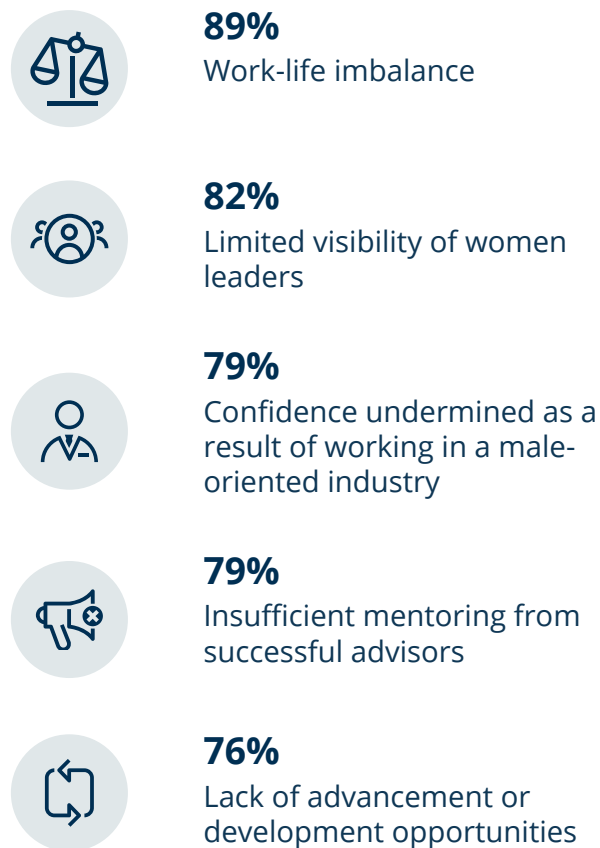 89%
Work-life imbalance
82%
Limited visibility of women
leaders
79%
Confidence undermined as a
result of working in a male-
oriented industry
79%
Insufficient mentoring from
successful advisors
76%
Lack of advancement or
development opportunities